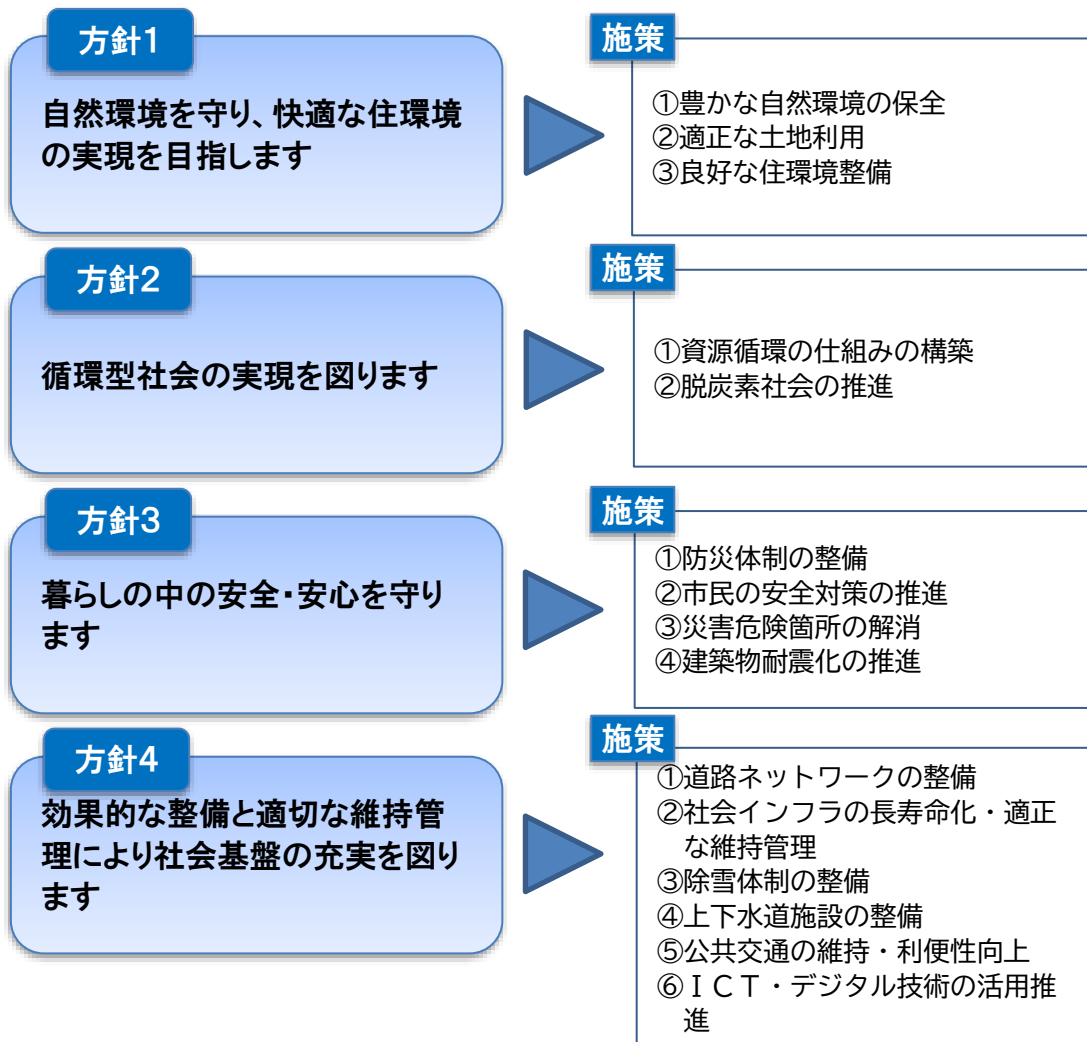 方針1
自然環境を守り、快適な住環境
の実現を目指します
施策
①豊かな自然環境の保全
②適正な土地利用
③良好な住環境整備
方針2
循環型社会の実現を図ります
施策
①資源循環の仕組みの構築
②脱炭素社会の推進
方針3
暮らしの中の安全・安心を守り
ます
施策
①防災体制の整備
②市民の安全対策の推進
③災害危険箇所の解消
④建築物耐震化の推進
方針4
効果的な整備と適切な維持管
理により社会基盤の充実を図り
ます
施策
①道路ネットワークの整備
②社会インフラの長寿命化・適正
な維持管理
③除雪体制の整備
④上下水道施設の整備
⑤公共交通の維持・利便性向上
⑥ＩＣＴ・デジタル技術の活用推
進